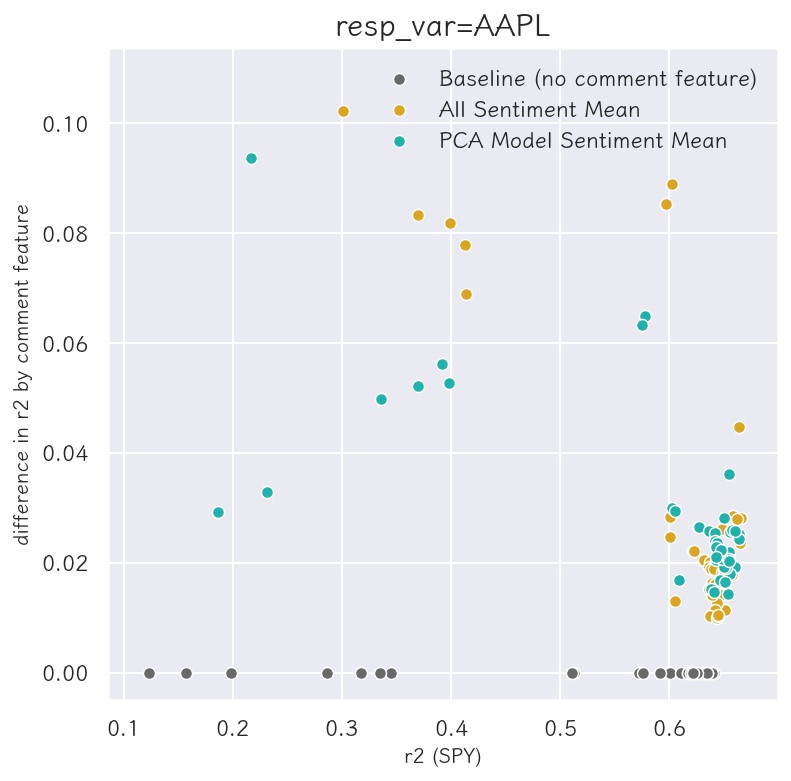 resp_var=AAPL
Baseline (no comment feature)
All Sentiment Mean
PCA Model Sentiment Mean
difference in r2 by comment feature
0.10
0.08
0.06
0.04
0.02
0.00
0.1 0.2 0.3 0.4 0.5 0.6
r2 (SPY)